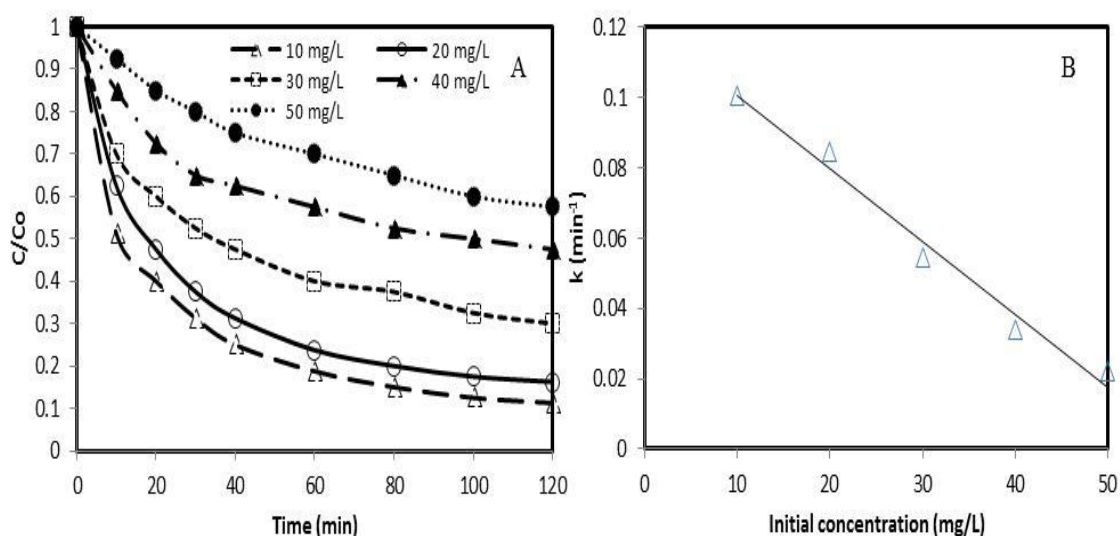 A
10 mg/L
20 mg/L
30 mg/L
40 mg/L
50 mg/L
C/Co
1
0.9
0.8
0.7
0.6
0.5
0.4
0.3
0.2
0.1
0
0 20 40 60 80 100 120
Time (min)
B
k (min⁻¹)
0.12
0.1
0.08
0.06
0.04
0.02
0
0 10 20 30 40 50
Initial concentration (mg/L)